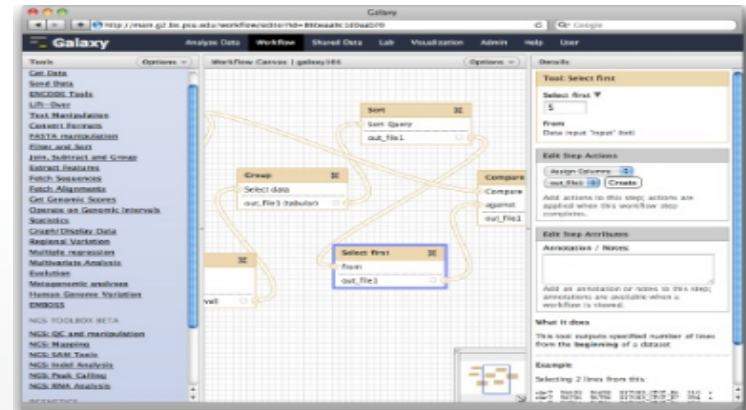 Galaxy
Google
Galaxy
Analyze Data Workflow Shared Data Lab Visualization Admin Help User
Tools
Options
Workflow Canvas | galaxy101
Options
Details
Get Data
Send Data
ENCODE Tools
Lift-Over
Text Manipulation
Convert Formats
FASTA manipulation
Filter and Sort
Join, Subtract and Group
Extract Features
Fetch Sequences
Fetch Alignments
Get Genomic Scores
Operate on Genomic Intervals
Statistics
Graph/Display Data
Regional Variation
Multiple regression
Multivariate Analysis
Evolution
Metagenomic analyses
Human Genome Variation
EMBOSS
NGS TOOLBOX BETA
NGS: QC and manipulation
NGS: Mapping
NGS: SAM Tools
NGS: Indel Analysis
NGS: Peak Calling
NGS: RNA Analysis
Sort
Sort Query
out_file1
Group
Select data
out_file1 (tabular)
Compare
Compare
against
out_file1
Select first
from
out_file1
Tool: Select first
Select first
5
from
Data input 'input' (txt)
Edit Step Actions
Assign Columns
out_file1 Create
Add actions to this step; actions are
applied when this workflow step
completes.
Edit Step Attributes
Annotation / Notes:
Add an annotation or notes to this step;
annotations are available when a
workflow is viewed.
What it does
This tool outputs specified number of lines
from the beginning of a dataset
Example
Selecting 2 lines from this: